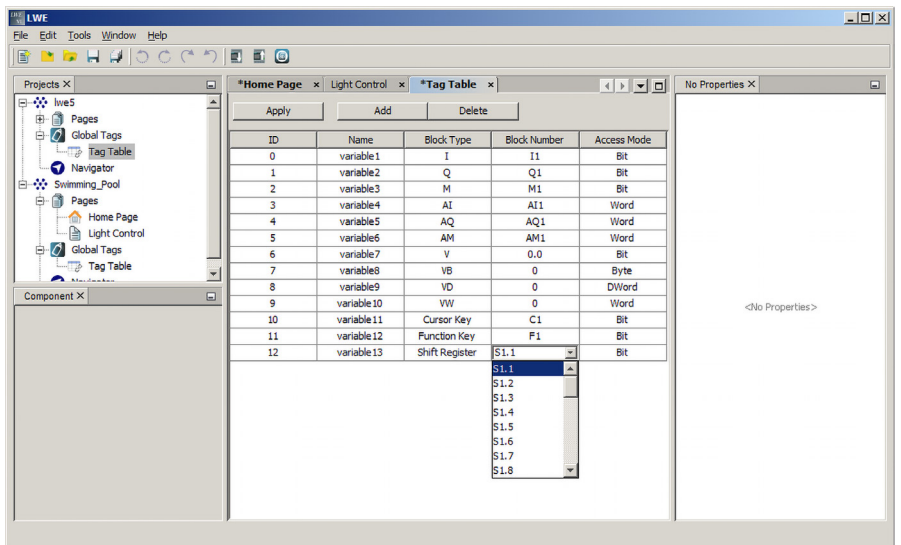 LWE
File Edit Tools Window Help
Projects
lwe5
Pages
Global Tags
Tag Table
Navigator
Swimming_Pool
Pages
Home Page
Light Control
Global Tags
Tag Table
Component
*Home Page Light Control *Tag Table
Apply Add Delete
ID Name Block Type Block Number Access Mode
0 variable1 I I1 Bit
1 variable2 Q Q1 Bit
2 variable3 M M1 Bit
3 variable4 AI AI1 Word
4 variable5 AQ AQ1 Word
5 variable6 AM AM1 Word
6 variable7 V 0.0 Bit
7 variable8 VB 0 Byte
8 variable9 VD 0 DWord
9 variable10 VW 0 Word
10 variable11 Cursor Key C1 Bit
11 variable12 Function Key F1 Bit
12 variable13 Shift Register S1.1 Bit
S1.1
S1.2
S1.3
S1.4
S1.5
S1.6
S1.7
S1.8
No Properties
<No Properties>